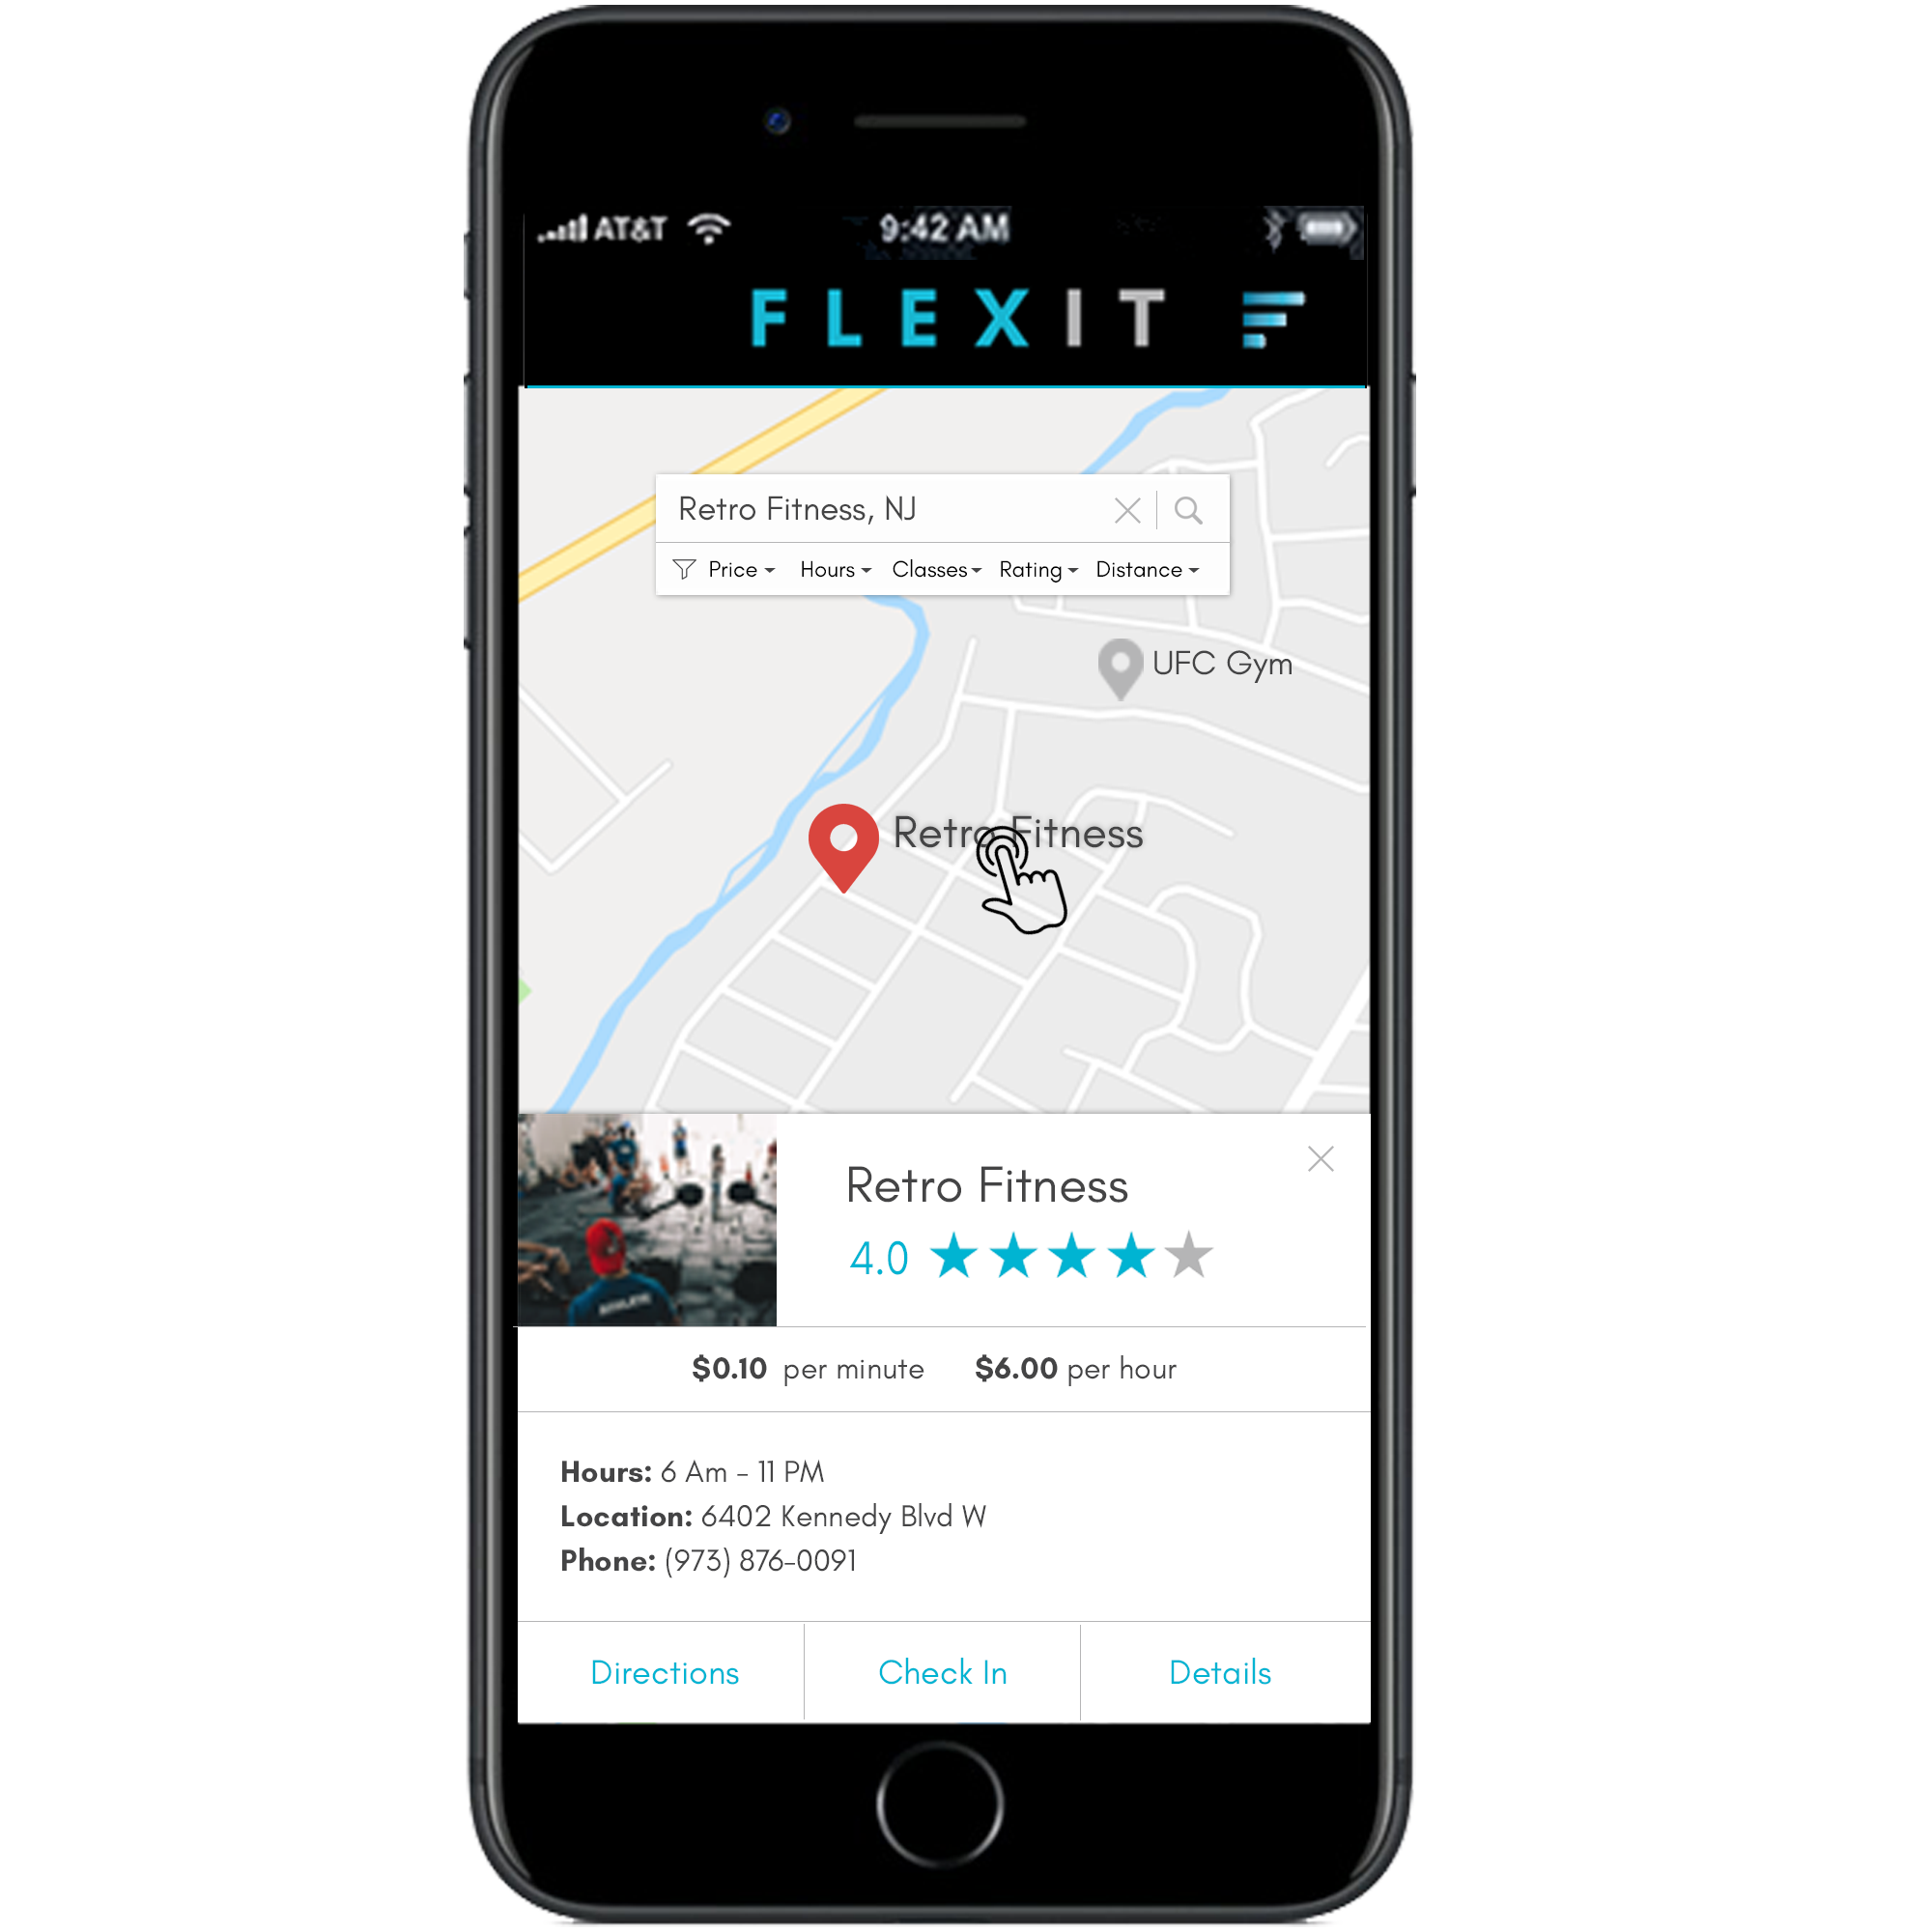 AT&T 9:42 AM
FLEXIT
Retro Fitness, NJ
Price Hours Classes Rating Distance
UFC Gym
Retro Fitness
Retro Fitness
4.0
$0.10 per minute $6.00 per hour
Hours: 6 Am - 11 PM
Location: 6402 Kennedy Blvd W
Phone: (973) 876-0091
Directions Check In Details